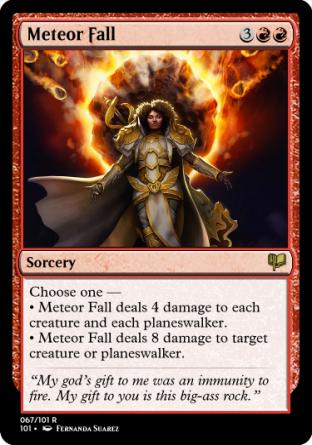 Meteor Fall 3
Sorcery
Choose one —
• Meteor Fall deals 4 damage to each
creature and each planeswalker.
• Meteor Fall deals 8 damage to target
creature or planeswalker.
“My god's gift to me was an immunity to
fire. My gift to you is this big-ass rock.”
067/101 R
101 • Fernanda Suarez